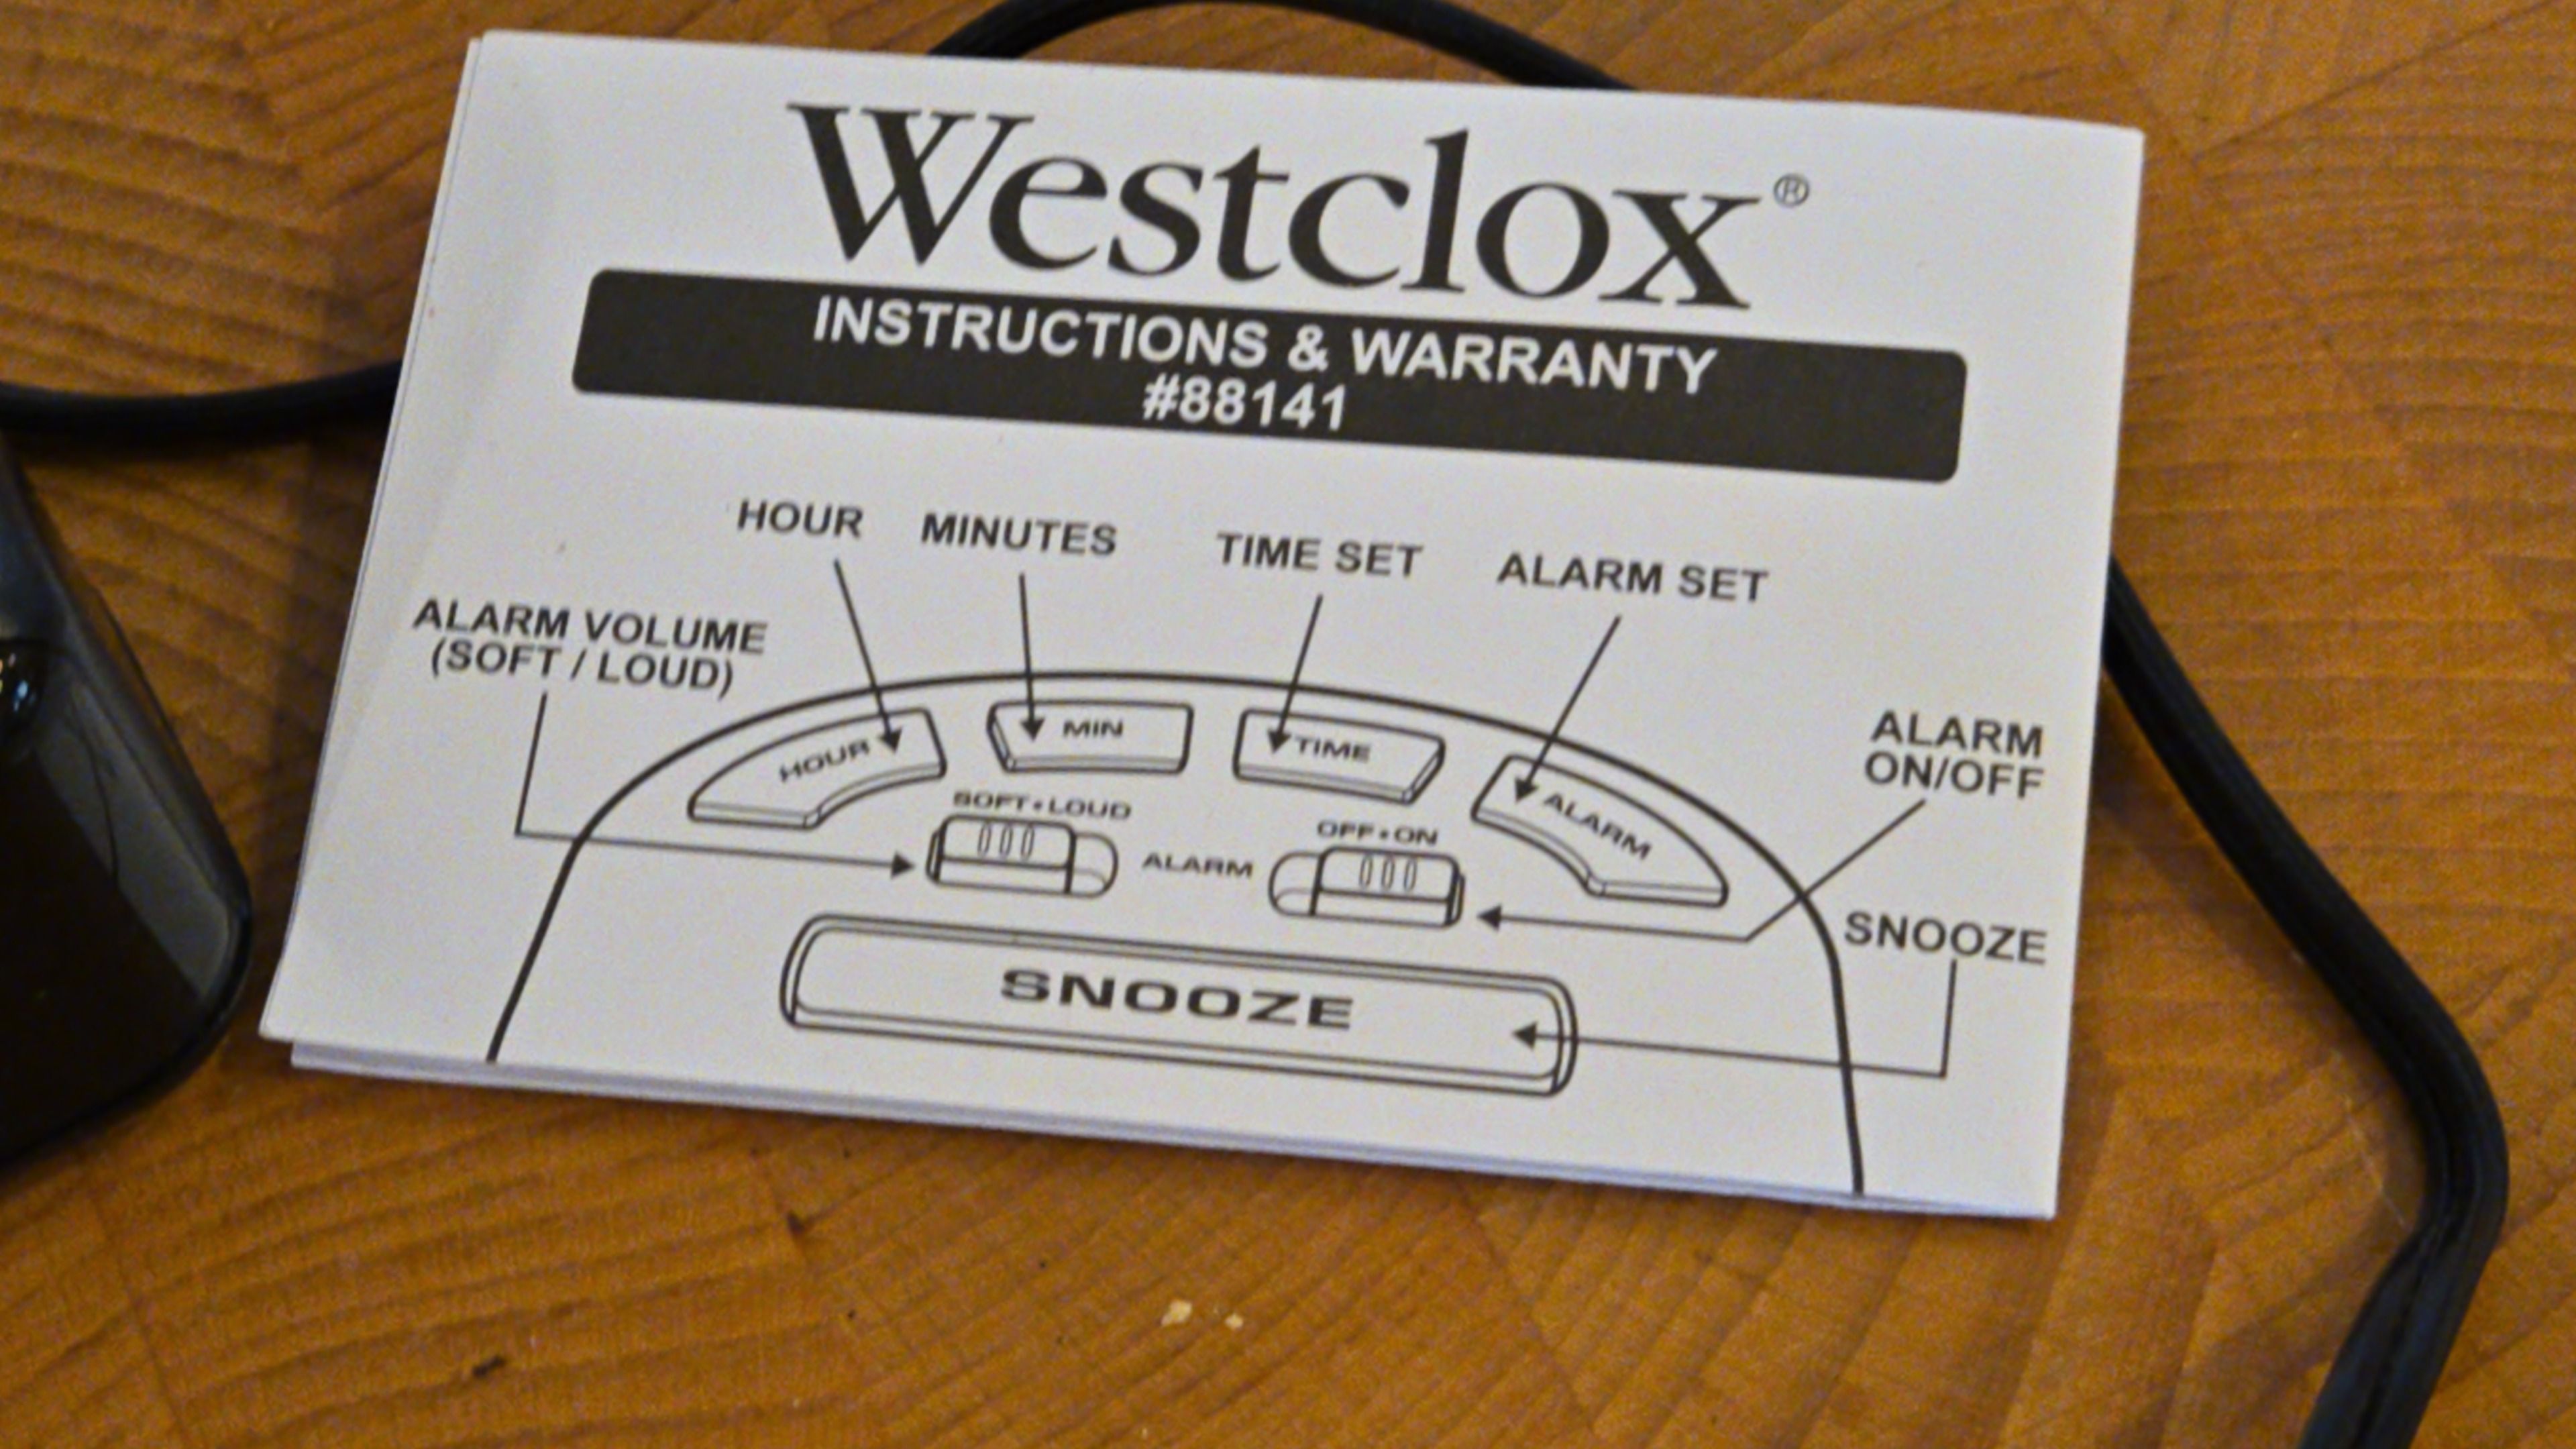 Westclox®
INSTRUCTIONS & WARRANTY
#88141
HOUR MINUTES TIME SET ALARM SET
ALARM VOLUME
(SOFT / LOUD)
ALARM
ON/OFF
HOUR MIN TIME ALARM
SOFT•LOUD
OFF•ON
ALARM
SNOOZE
SNOOZE